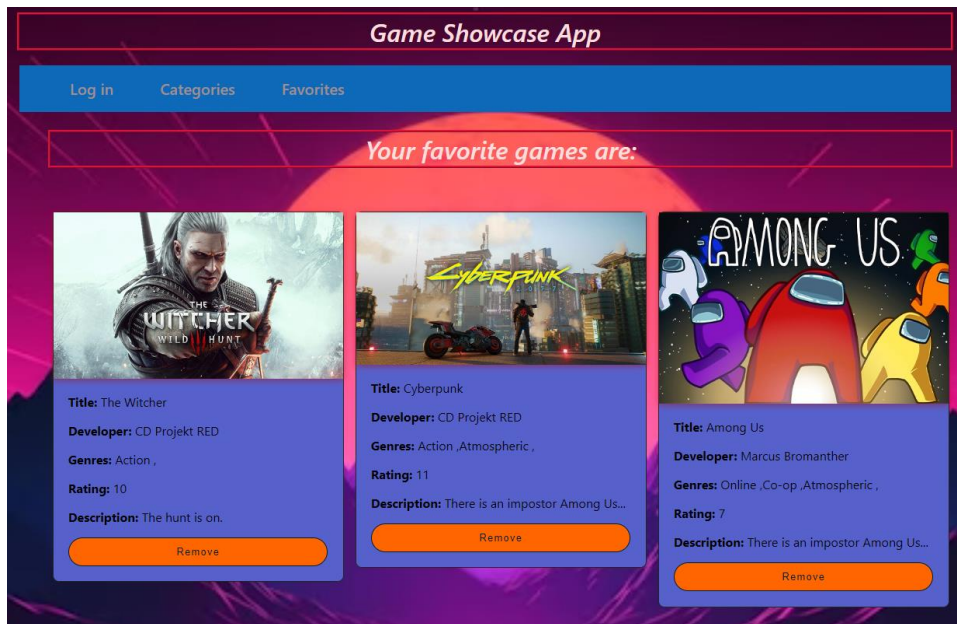 Game Showcase App
Log in Categories Favorites
Your favorite games are:
THE
WITCHER
WILD HUNT
Title: The Witcher
Developer: CD Projekt RED
Genres: Action ,
Rating: 10
Description: The hunt is on.
Remove
Cyberpunk
Title: Cyberpunk
Developer: CD Projekt RED
Genres: Action ,Atmospheric ,
Rating: 11
Description: There is an impostor Among Us...
Remove
AMONG US
Title: Among Us
Developer: Marcus Bromanther
Genres: Online ,Co-op ,Atmospheric ,
Rating: 7
Description: There is an impostor Among Us...
Remove